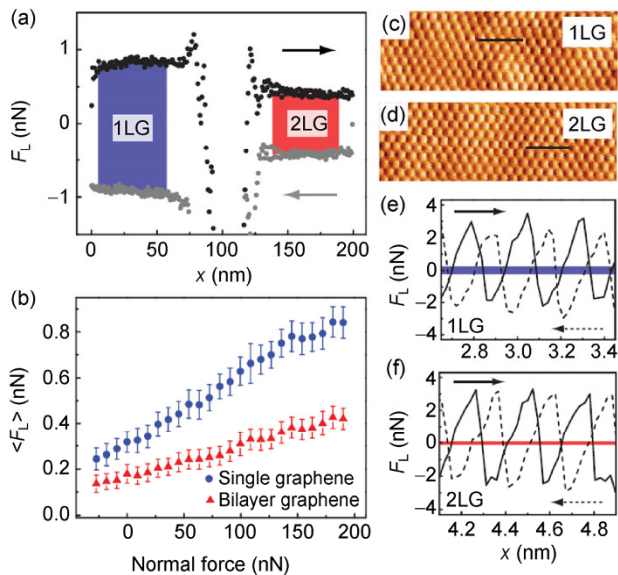 (a)
F_L (nN)
1
0
−1
1LG
2LG
0
50
100
150
200
x (nm)
(b)
<F_L> (nN)
0.8
0.6
0.4
0.2
0.0
Single graphene
Bilayer graphene
0
50
100
150
200
Normal force (nN)
(c)
1LG
(d)
2LG
(e)
F_L (nN)
4
2
0
−2
−4
1LG
2.8
3.0
3.2
3.4
(f)
F_L (nN)
4
2
0
−2
−4
2LG
4.2
4.4
4.6
4.8
x (nm)